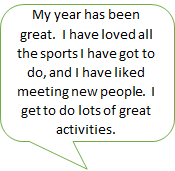 My year has been
great.  I have loved all
the sports I have got to
do, and I have liked
meeting new people.  I
get to do lots of great
activities.